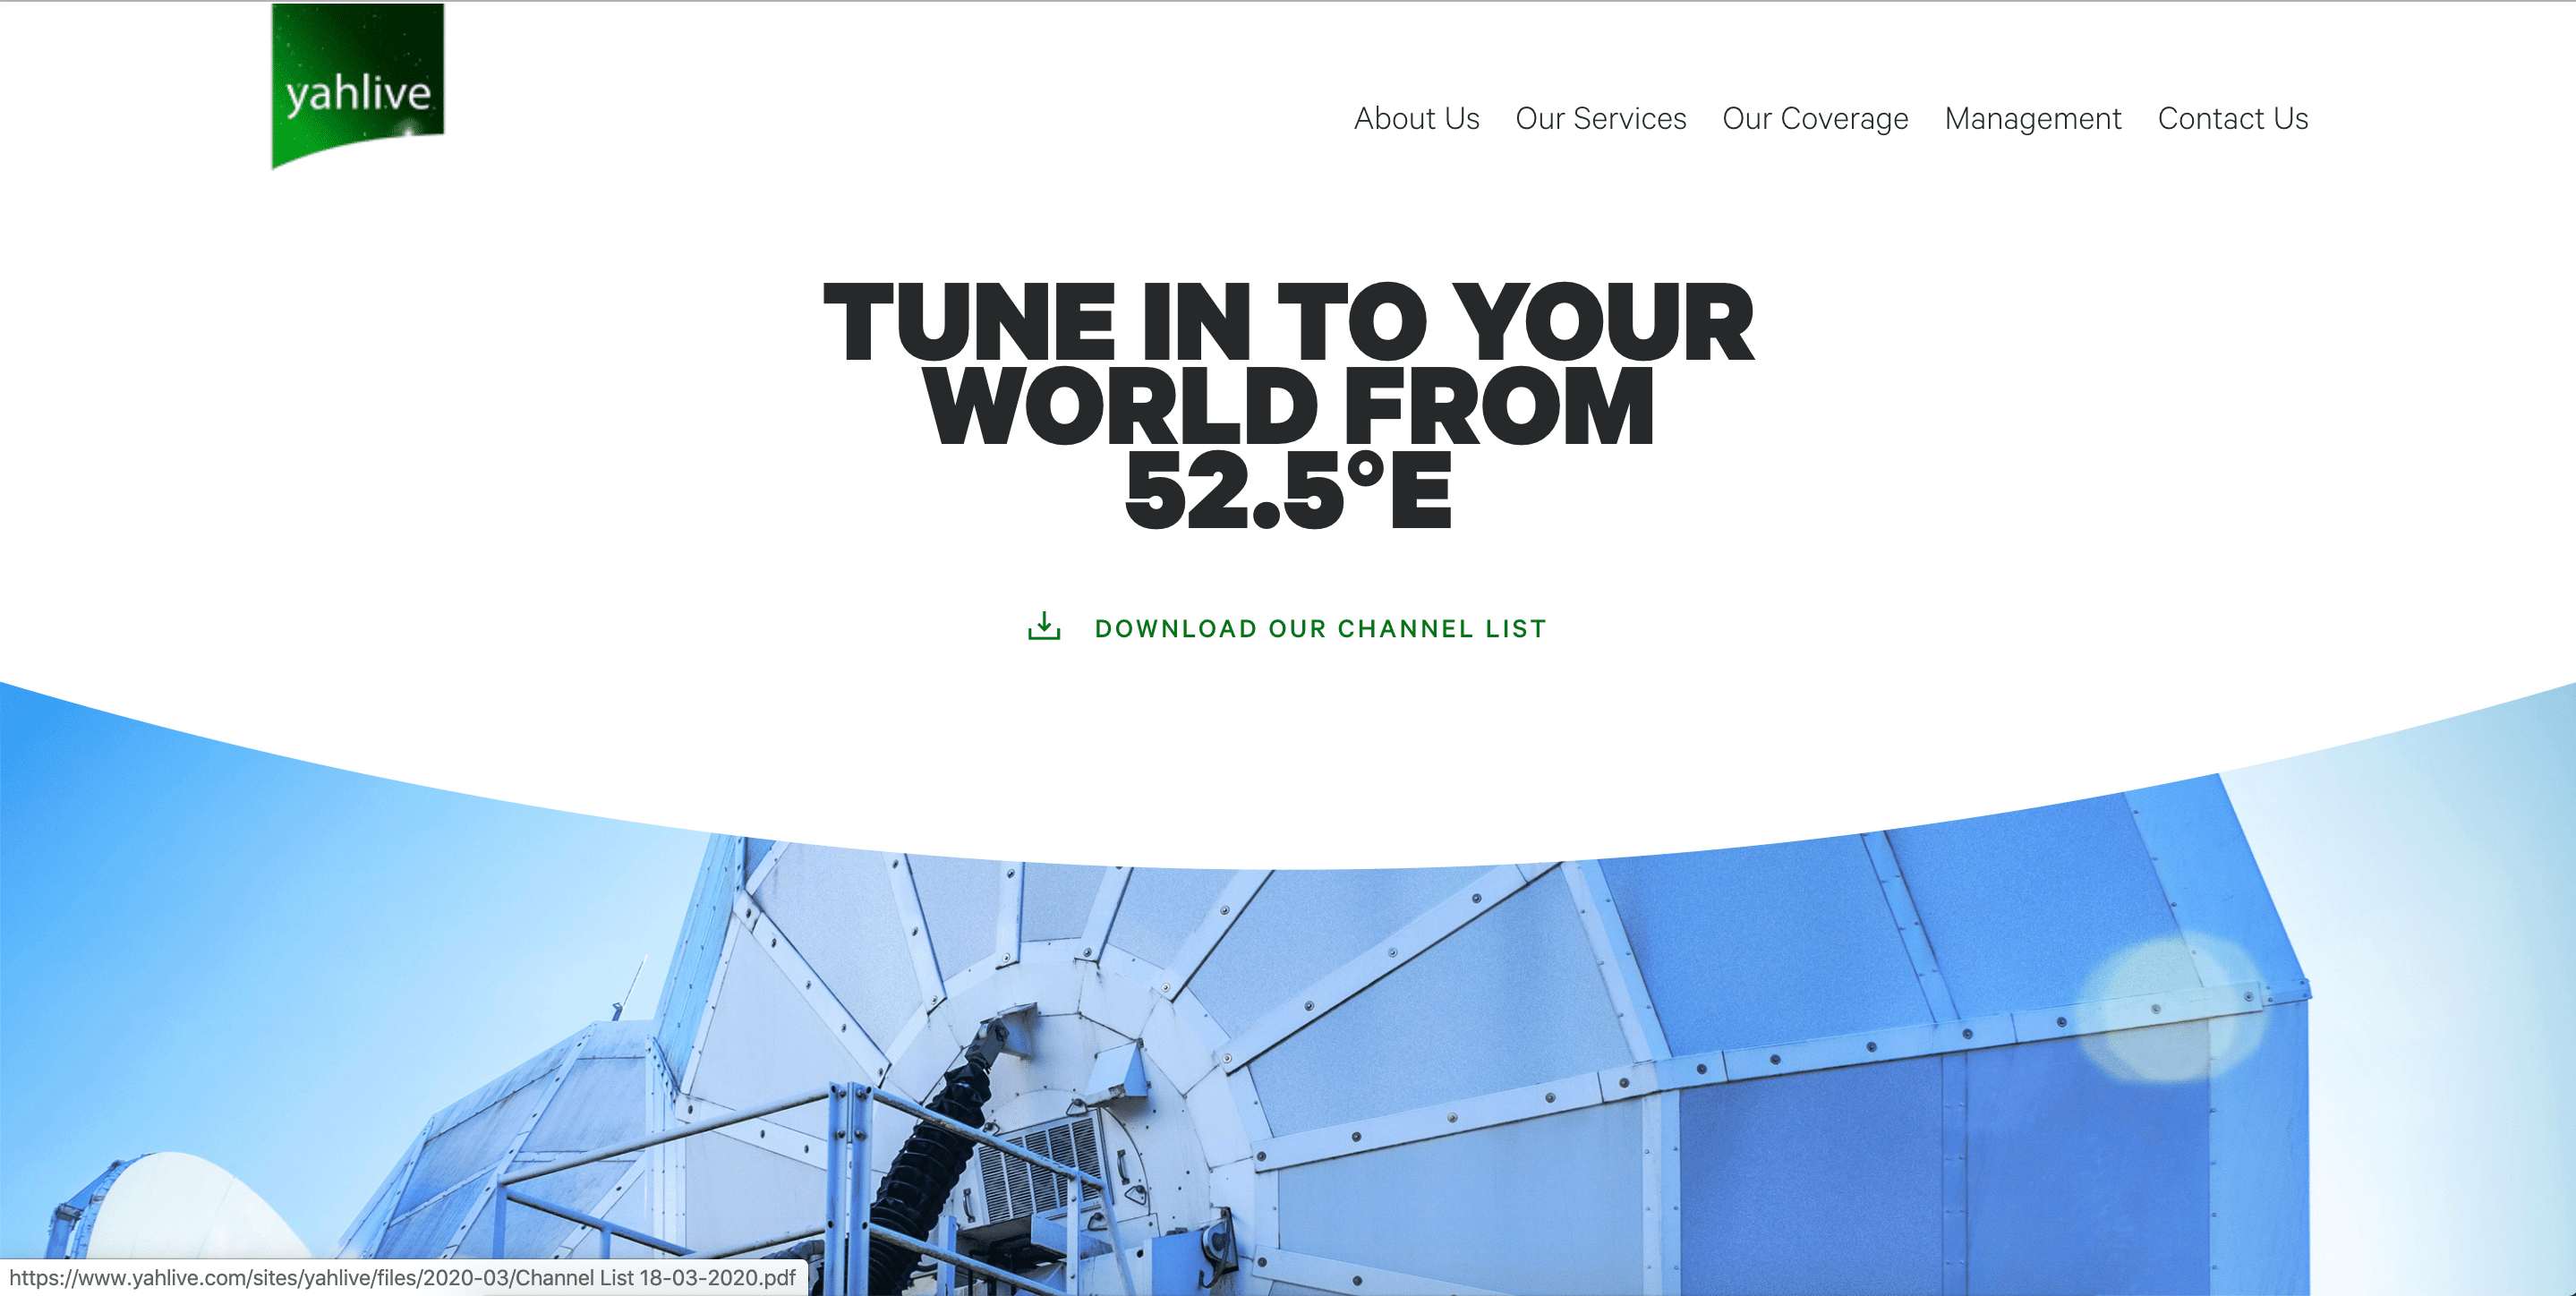 yahlive
About Us Our Services Our Coverage Management Contact Us
TUNE IN TO YOUR
WORLD FROM
52.5°E
DOWNLOAD OUR CHANNEL LIST
https://www.yahlive.com/sites/yahlive/files/2020-03/Channel List 18-03-2020.pdf